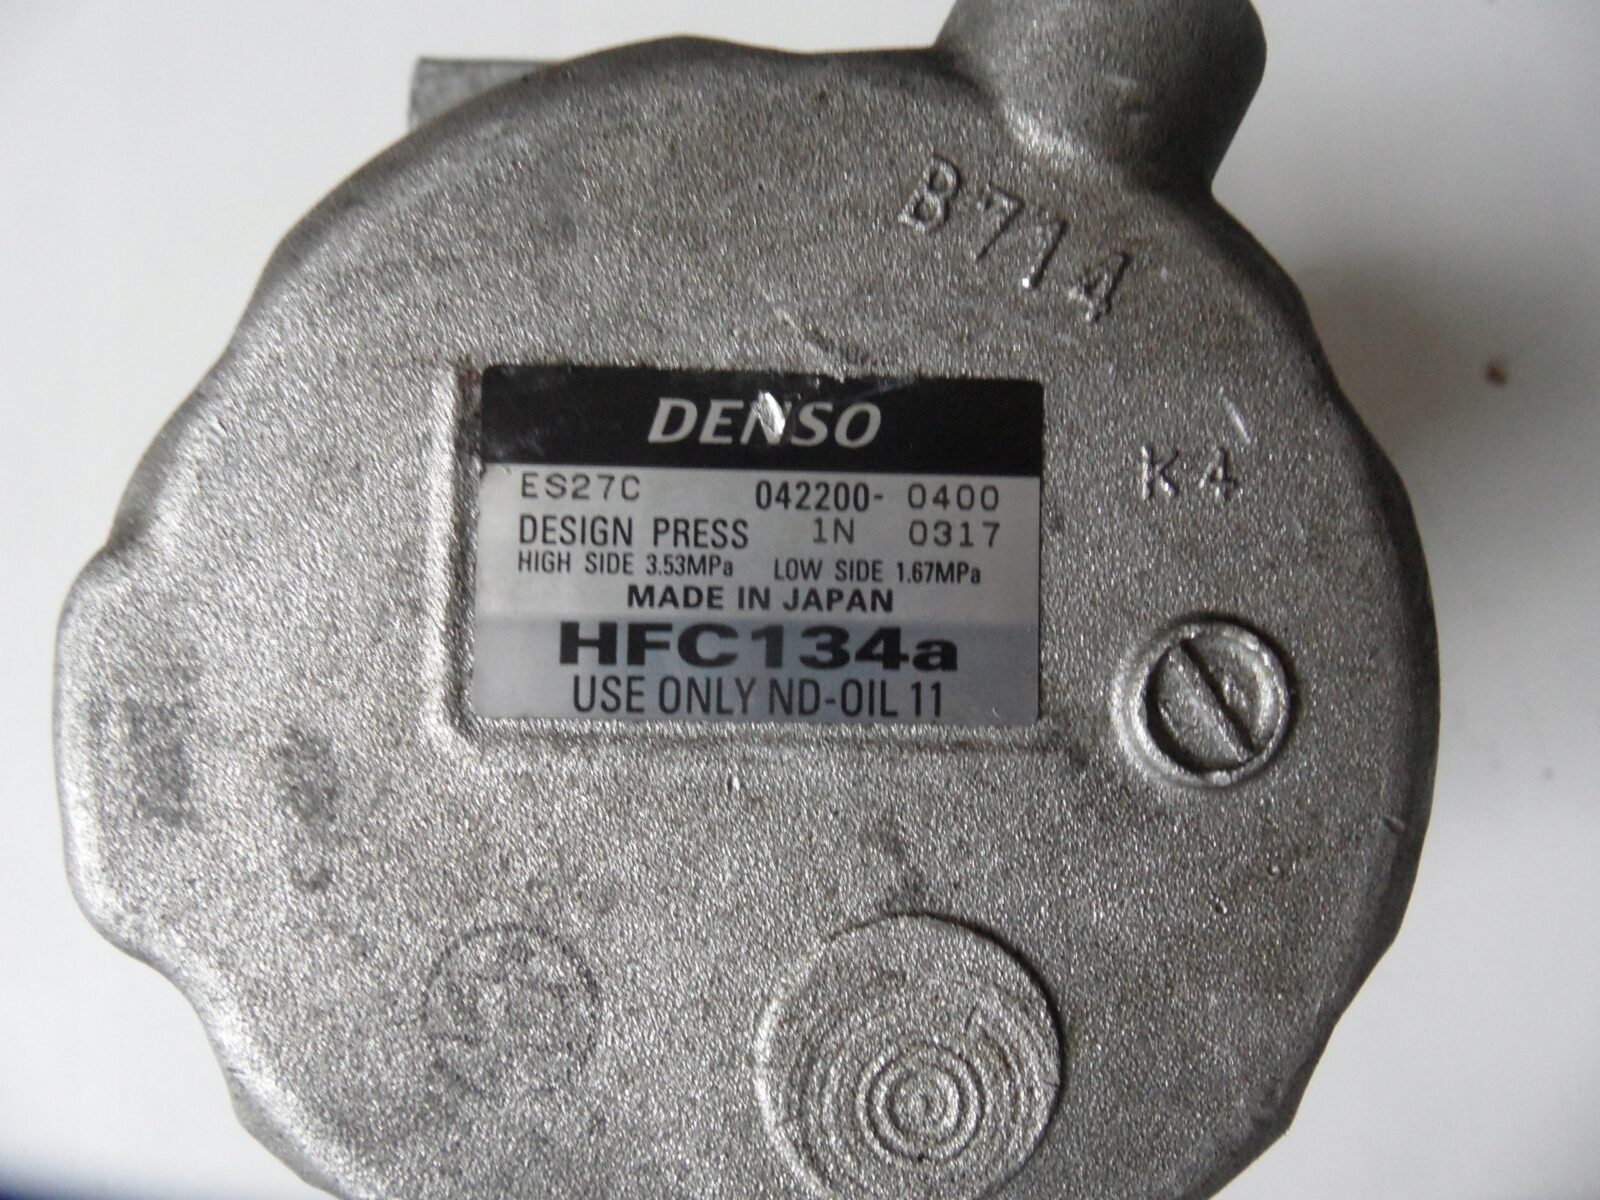 B714
DENSO
ES27C 042200- 0400
DESIGN PRESS 1N 0317
HIGH SIDE 3.53MPa LOW SIDE 1.67MPa
MADE IN JAPAN
HFC134a
USE ONLY ND-OIL 11
K4